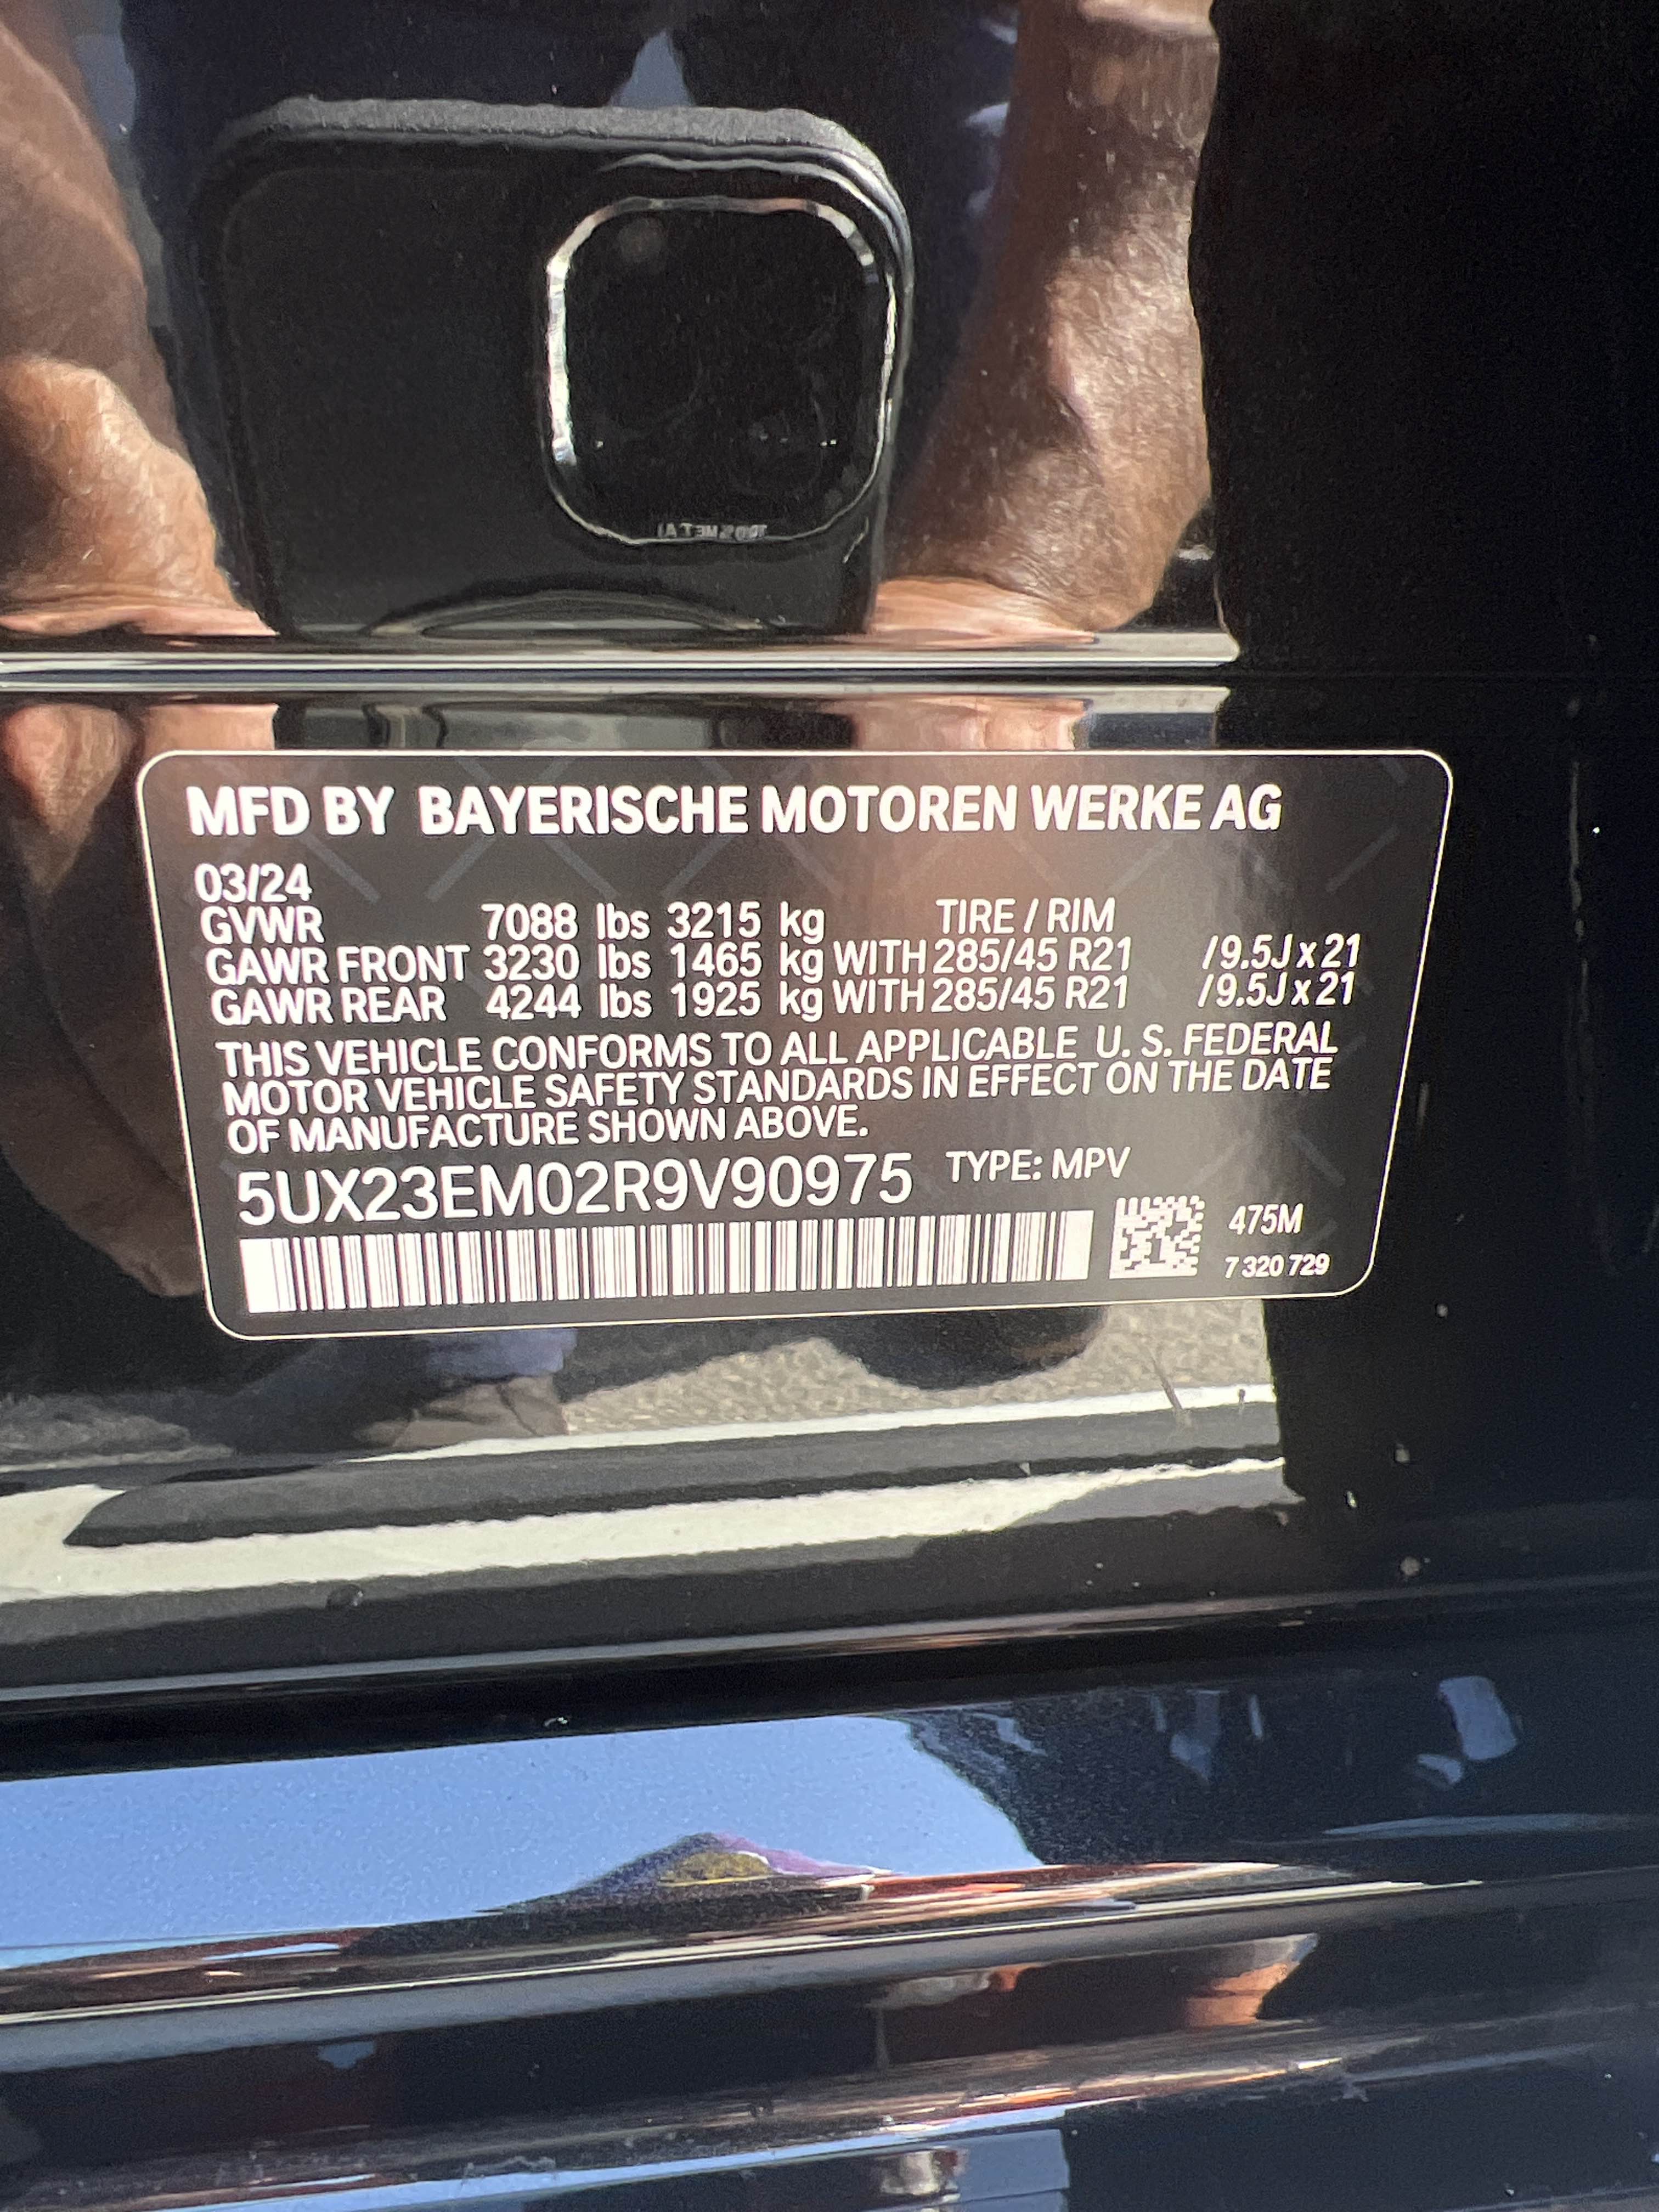 MFD BY BAYERISCHE MOTOREN WERKE AG
03/24
GVWR 7088 lbs 3215 kg TIRE / RIM
GAWR FRONT 3230 lbs 1465 kg WITH 285/45 R21 /9.5J x 21
GAWR REAR 4244 lbs 1925 kg WITH 285/45 R21 /9.5J x 21
THIS VEHICLE CONFORMS TO ALL APPLICABLE U. S. FEDERAL
MOTOR VEHICLE SAFETY STANDARDS IN EFFECT ON THE DATE
OF MANUFACTURE SHOWN ABOVE.
5UX23EM02R9V90975 TYPE: MPV
475M
7 320 729